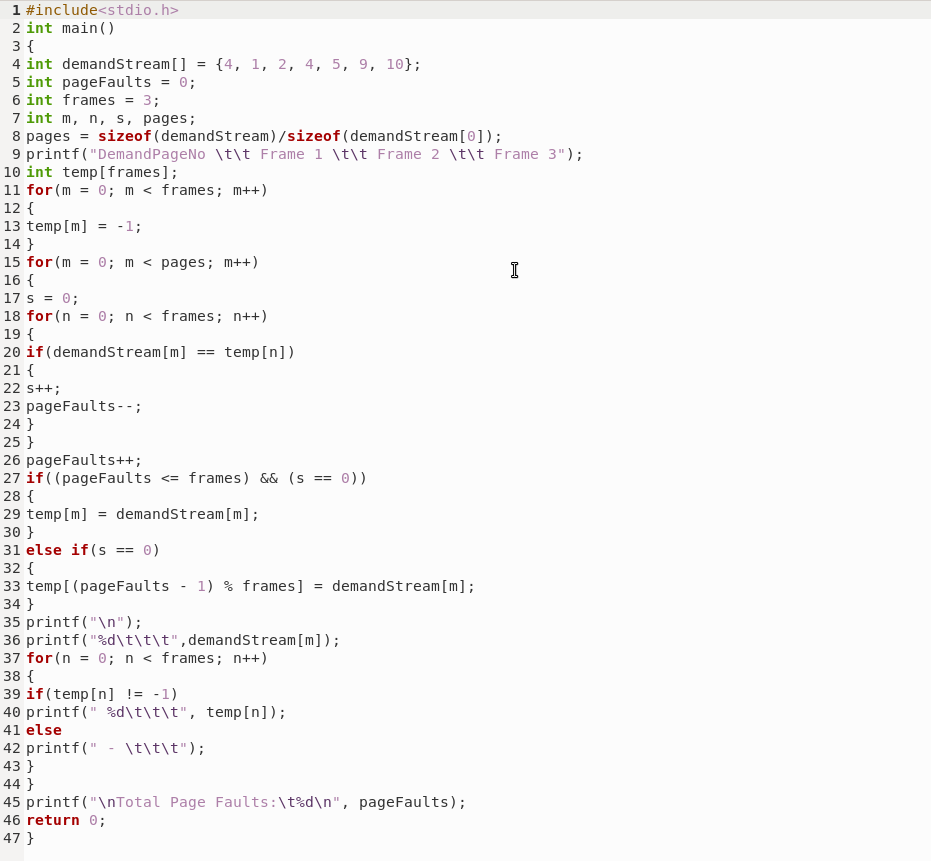 1 #include<stdio.h>
2 int main()
3 {
4 int demandStream[] = {4, 1, 2, 4, 5, 9, 10};
5 int pageFaults = 0;
6 int frames = 3;
7 int m, n, s, pages;
8 pages = sizeof(demandStream)/sizeof(demandStream[0]);
9 printf("DemandPageNo \t\t Frame 1 \t\t Frame 2 \t\t Frame 3");
10 int temp[frames];
11 for(m = 0; m < frames; m++)
12 {
13 temp[m] = -1;
14 }
15 for(m = 0; m < pages; m++)
16 {
17 s = 0;
18 for(n = 0; n < frames; n++)
19 {
20 if(demandStream[m] == temp[n])
21 {
22 s++;
23 pageFaults--;
24 }
25 }
26 pageFaults++;
27 if((pageFaults <= frames) && (s == 0))
28 {
29 temp[m] = demandStream[m];
30 }
31 else if(s == 0)
32 {
33 temp[(pageFaults - 1) % frames] = demandStream[m];
34 }
35 printf("\n");
36 printf("%d\t\t\t",demandStream[m]);
37 for(n = 0; n < frames; n++)
38 {
39 if(temp[n] != -1)
40 printf(" %d\t\t\t", temp[n]);
41 else
42 printf(" - \t\t\t");
43 }
44 }
45 printf("\nTotal Page Faults:\t%d\n", pageFaults);
46 return 0;
47 }